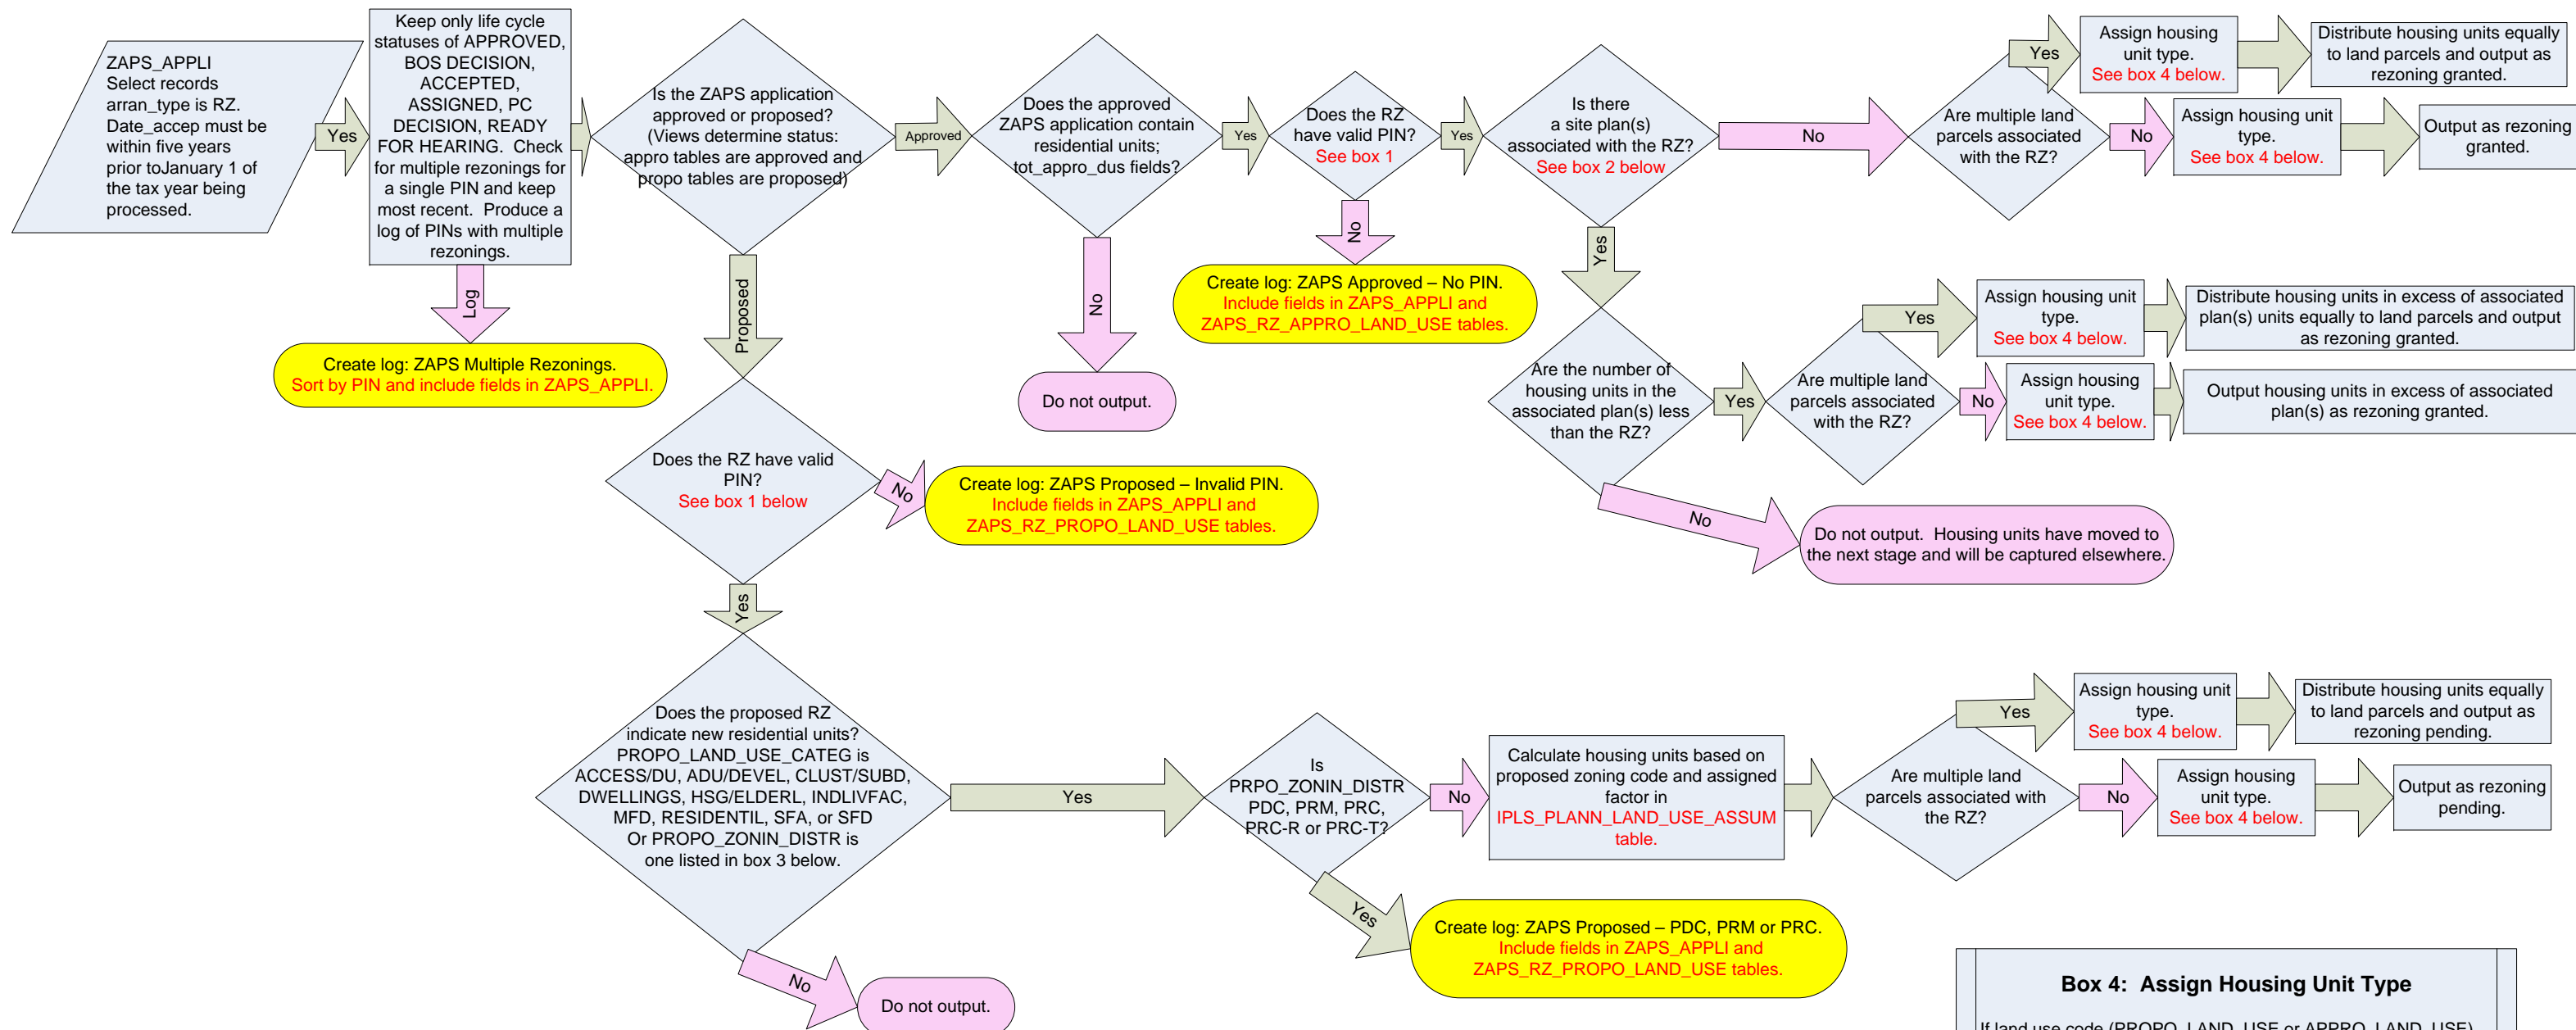 ZAPS_APPLI
Select records
arran_type is RZ.
Date_accep must be
within five years
prior toJanuary 1 of
the tax year being
processed.
Yes
Keep only life cycle
statuses of APPROVED,
BOS DECISION,
ACCEPTED,
ASSIGNED, PC
DECISION, READY
FOR HEARING.  Check
for multiple rezonings for
a single PIN and keep
most recent.  Produce a
log of PINs with multiple
rezonings.
Log
Create log: ZAPS Multiple Rezonings.
Sort by PIN and include fields in ZAPS_APPLI.
Is the ZAPS application
approved or proposed?
(Views determine status:
appro tables are approved and
propo tables are proposed)
Approved
Does the approved
ZAPS application contain
residential units;
tot_appro_dus fields?
No
Do not output.
Yes
Does the RZ
have valid PIN?
See box 1
No
Create log: ZAPS Approved – No PIN.
Include fields in ZAPS_APPLI and
ZAPS_RZ_APPRO_LAND_USE tables.
Yes
Is there
a site plan(s)
associated with the RZ?
See box 2 below
No
Are multiple land
parcels associated
with the RZ?
Yes
Assign housing
unit type.
See box 4 below.
Distribute housing units equally
to land parcels and output as
rezoning granted.
No
Assign housing unit
type.
See box 4 below.
Output as rezoning
granted.
Yes
Are the number of
housing units in the
associated plan(s) less
than the RZ?
Yes
Are multiple land
parcels associated
with the RZ?
Yes
Assign housing unit
type.
See box 4 below.
Distribute housing units in excess of associated
plan(s) units equally to land parcels and output
as rezoning granted.
No
Assign housing
unit type.
See box 4 below.
Output housing units in excess of associated
plan(s) as rezoning granted.
No
Do not output.  Housing units have moved to
the next stage and will be captured elsewhere.
Proposed
Does the RZ have valid
PIN?
See box 1 below
No
Create log: ZAPS Proposed – Invalid PIN.
Include fields in ZAPS_APPLI and
ZAPS_RZ_PROPO_LAND_USE tables.
Yes
Does the proposed RZ
indicate new residential units?
PROPO_LAND_USE_CATEG is
ACCESS/DU, ADU/DEVEL, CLUST/SUBD,
DWELLINGS, HSG/ELDERL, INDLIVFAC,
MFD, RESIDENTIL, SFA, or SFD
Or PROPO_ZONIN_DISTR is
one listed in box 3 below.
No
Do not output.
Yes
Is
PRPO_ZONIN_DISTR
PDC, PRM, PRC,
PRC-R or PRC-T?
Yes
Create log: ZAPS Proposed – PDC, PRM or PRC.
Include fields in ZAPS_APPLI and
ZAPS_RZ_PROPO_LAND_USE tables.
No
Calculate housing units based on
proposed zoning code and assigned
factor in
IPLS_PLANN_LAND_USE_ASSUM
table.
Are multiple land
parcels associated with
the RZ?
Yes
Assign housing unit
type.
See box 4 below.
Distribute housing units equally
to land parcels and output as
rezoning pending.
No
Assign housing
unit type.
See box 4 below.
Output as rezoning
pending.
Box 4:  Assign Housing Unit Type
If land use code (PROPO_LAND_USE or APPRO_LAND_USE)